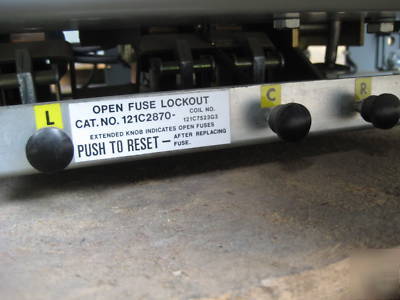 L
OPEN FUSE LOCKOUT
CAT. NO. 121C2870- COIL NO. 121C7523G3
EXTENDED KNOB INDICATES OPEN FUSES
PUSH TO RESET — AFTER REPLACING FUSE.
C
R